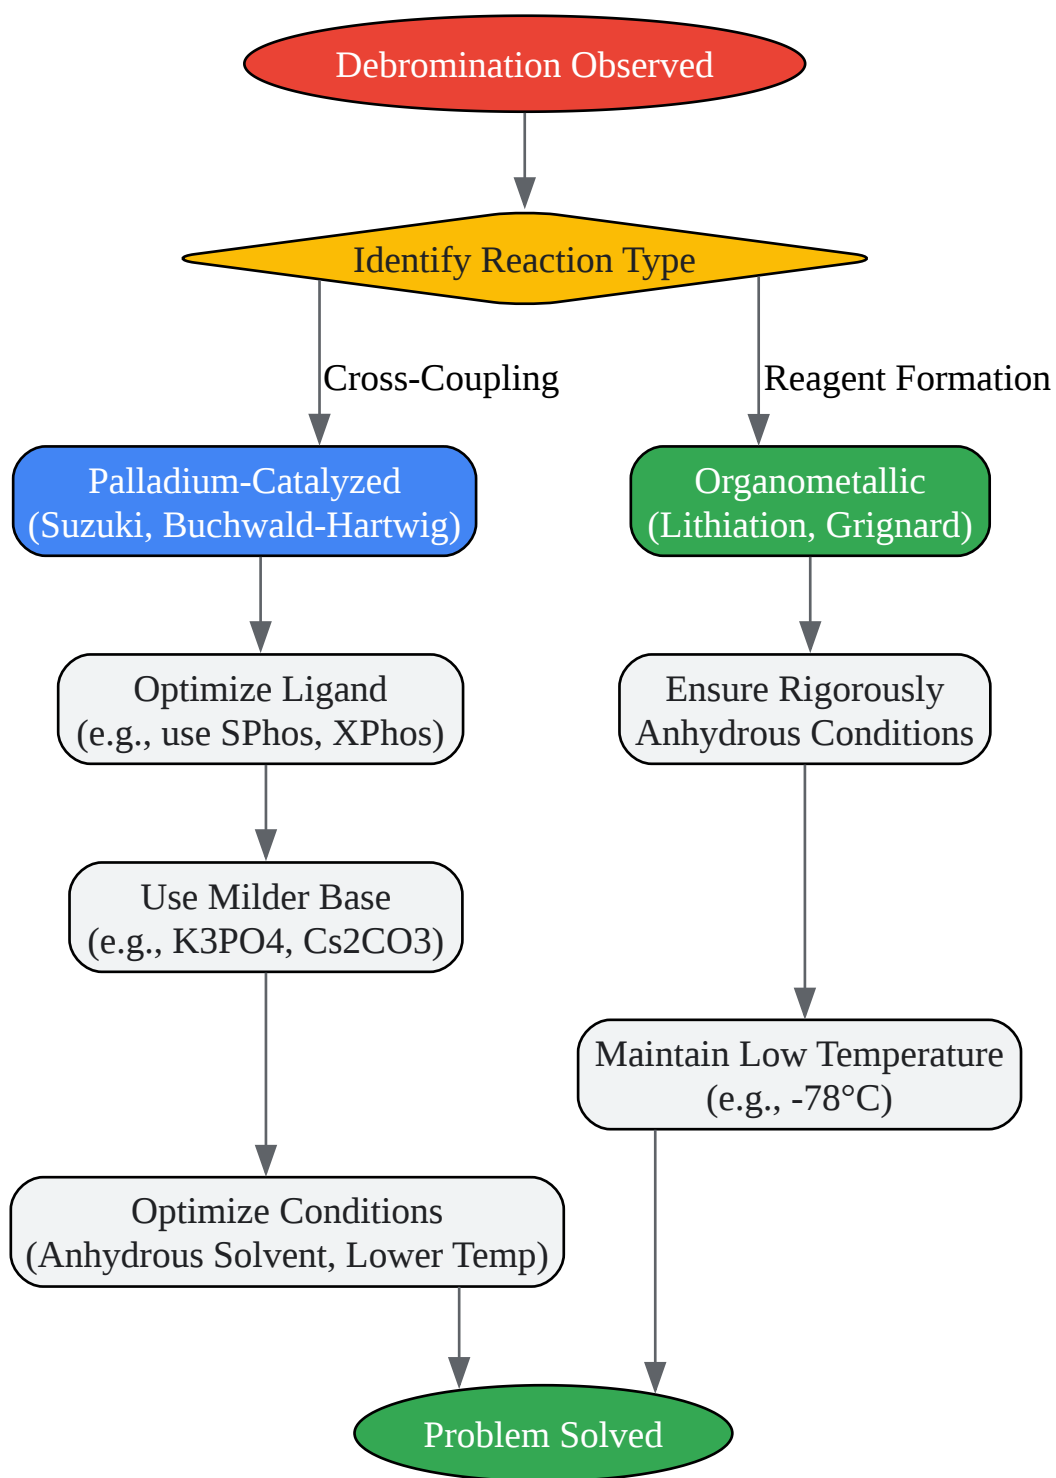 Debromination Observed
Identify Reaction Type
Cross-Coupling
Reagent Formation
Palladium-Catalyzed
(Suzuki, Buchwald-Hartwig)
Organometallic
(Lithiation, Grignard)
Optimize Ligand
(e.g., use SPhos, XPhos)
Ensure Rigorously
Anhydrous Conditions
Use Milder Base
(e.g., K3PO4, Cs2CO3)
Maintain Low Temperature
(e.g., -78°C)
Optimize Conditions
(Anhydrous Solvent, Lower Temp)
Problem Solved